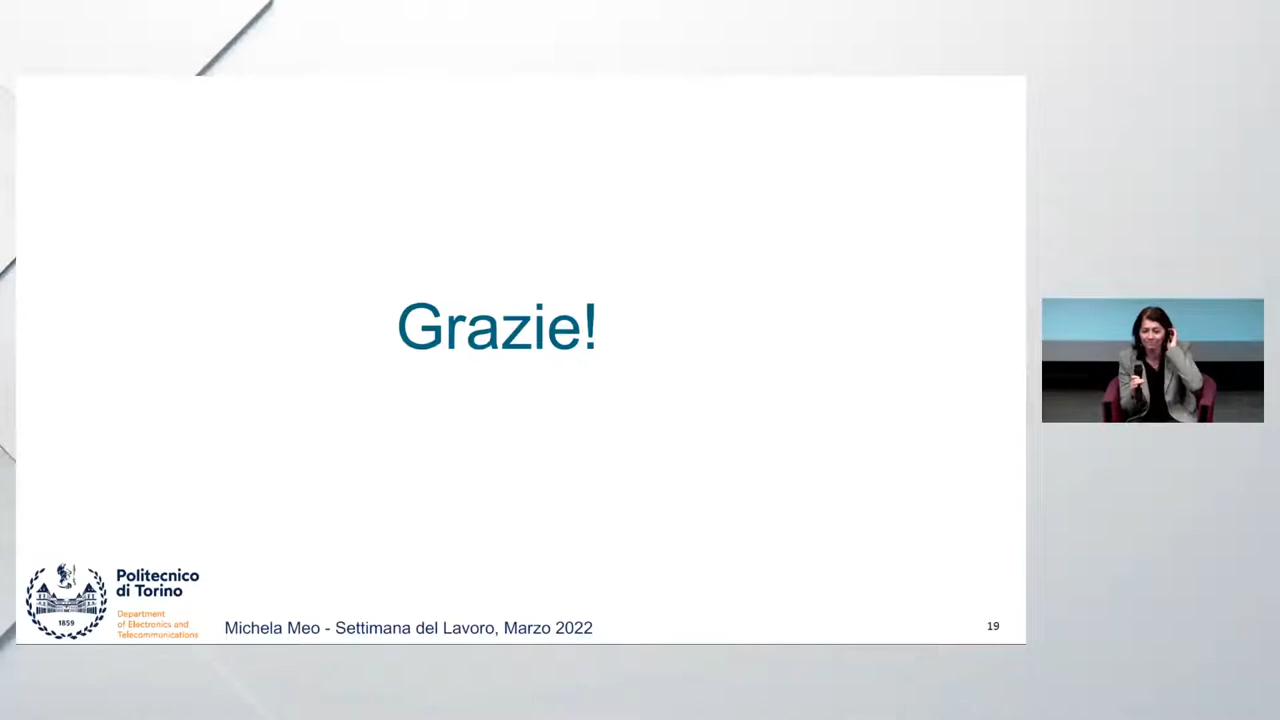 Grazie!
Politecnico
di Torino
Department
of Electronics and
Telecommunications
1859
Michela Meo - Settimana del Lavoro, Marzo 2022
19